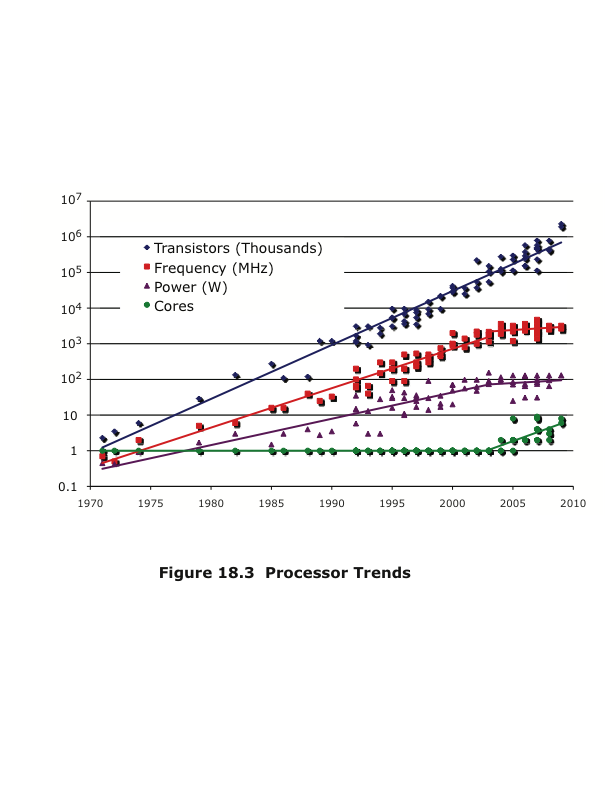 10⁷
10⁶
10⁵
10⁴
10³
10²
10
1
0.1
Transistors (Thousands)
Frequency (MHz)
Power (W)
Cores
1970 1975 1980 1985 1990 1995 2000 2005 2010
Figure 18.3 Processor Trends